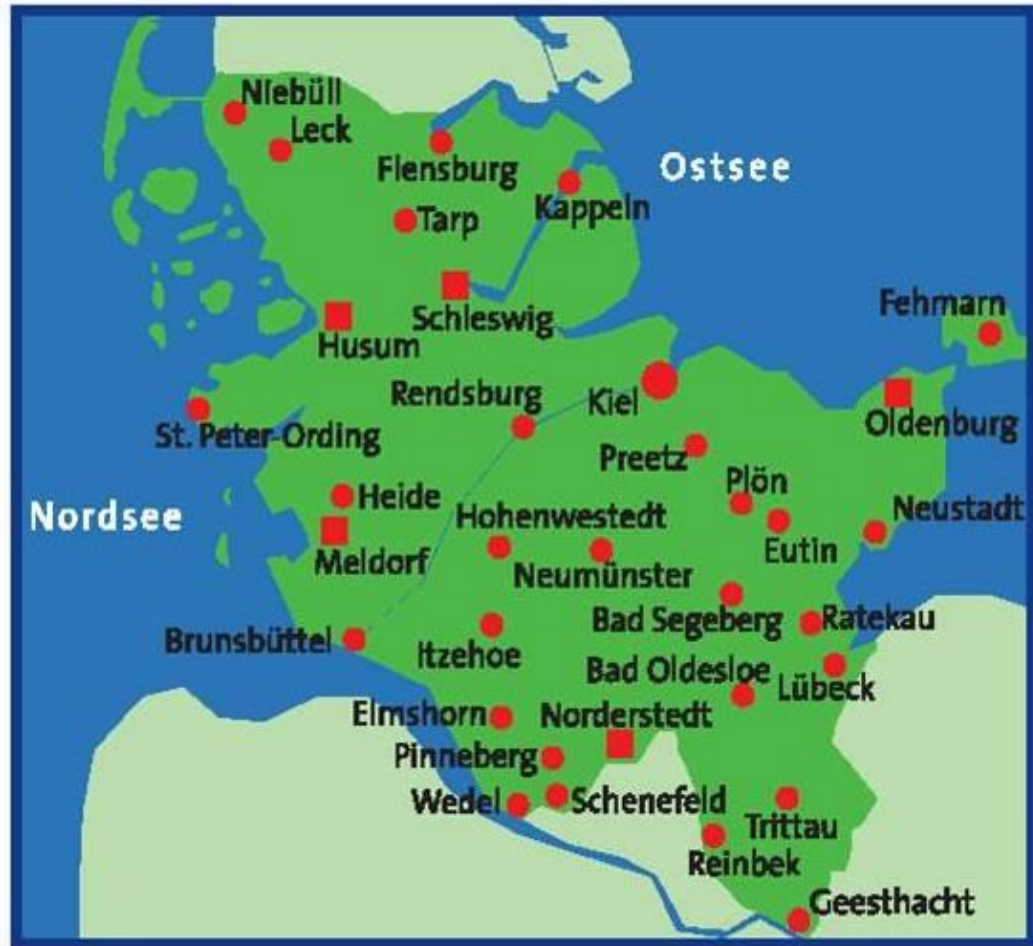 Niebüll
Leck
Flensburg
Ostsee
Kappeln
Tarp
Schleswig
Fehmarn
Husum
Rendsburg
Kiel
Oldenburg
St. Peter-Ording
Preetz
Plön
Heide
Nordsee
Hohenwestedt
Neustadt
Meldorf
Neumünster
Eutin
Bad Segeberg
Ratekau
Brunsbüttel
Itzehoe
Bad Oldesloe
Lübeck
Elmshorn
Norderstedt
Pinneberg
Wedel
Schenefeld
Trittau
Reinbek
Geesthacht